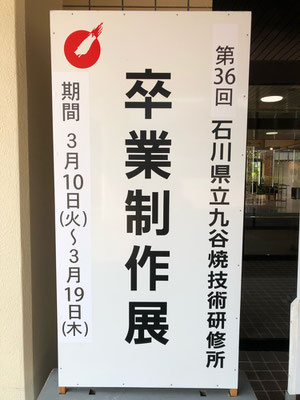 第36回 石川県立九谷焼技術研修所
卒業制作展
期間 3月10日(火)～3月19日(木)